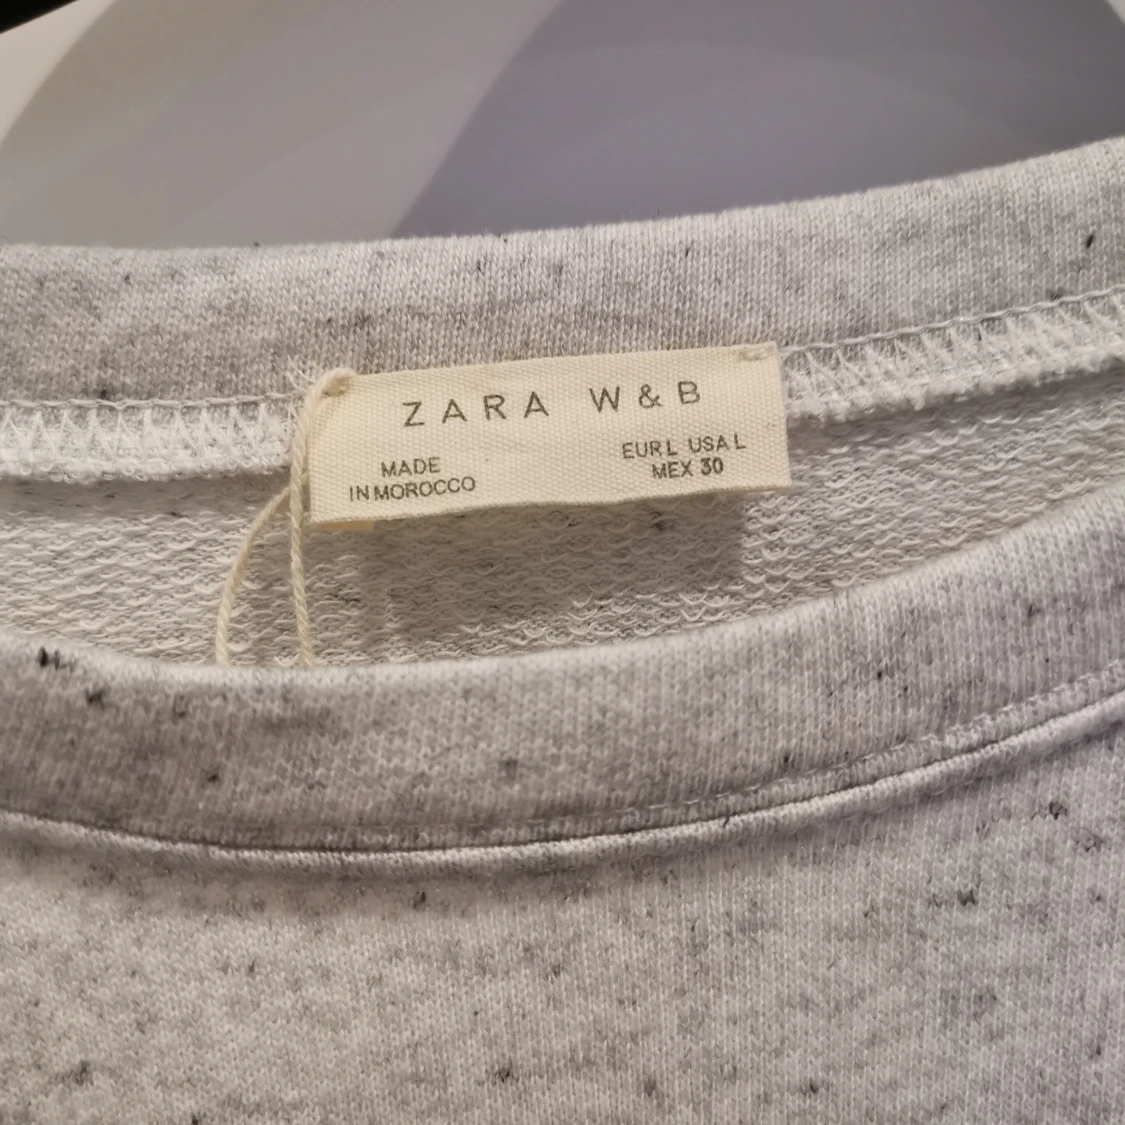 ZARA W & B
MADE
IN MOROCCO
EUR L USA L
MEX 30